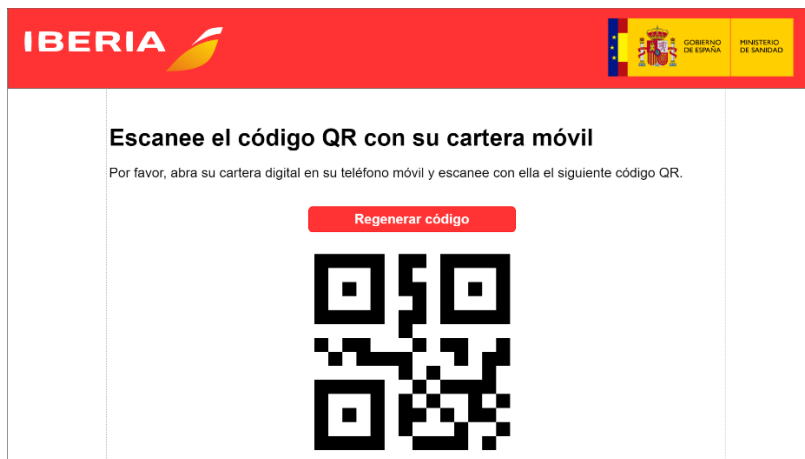 IBERIA
GOBIERNO
DE ESPAÑA
MINISTERIO
DE SANIDAD
Escanee el código QR con su cartera móvil
Por favor, abra su cartera digital en su teléfono móvil y escanee con ella el siguiente código QR.
Regenerar código